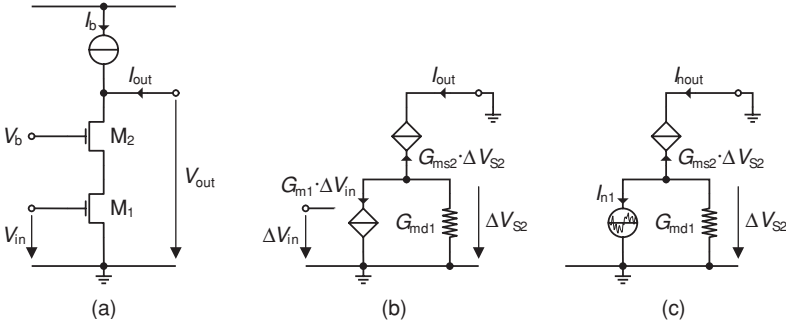 I_b
I_out
V_b
M_2
V_out
M_1
V_in
(a)
I_out
G_ms2·ΔV_S2
G_m1·ΔV_in
ΔV_in
G_md1
ΔV_S2
(b)
I_nout
G_ms2·ΔV_S2
I_n1
G_md1
ΔV_S2
(c)